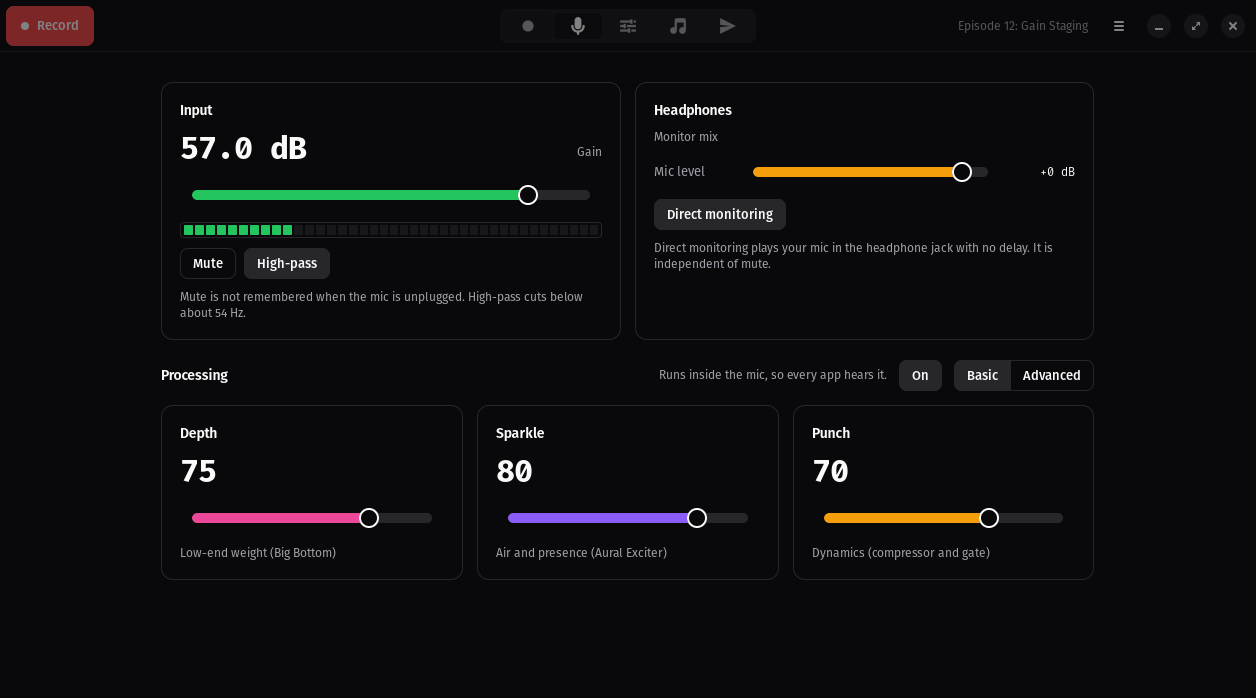 Record
Episode 12: Gain Staging
Input
57.0 dB
Gain
Mute
High-pass
Mute is not remembered when the mic is unplugged. High-pass cuts below
about 54 Hz.
Headphones
Monitor mix
Mic level
+0 dB
Direct monitoring
Direct monitoring plays your mic in the headphone jack with no delay. It is
independent of mute.
Processing
Runs inside the mic, so every app hears it.
On
Basic
Advanced
Depth
75
Low-end weight (Big Bottom)
Sparkle
80
Air and presence (Aural Exciter)
Punch
70
Dynamics (compressor and gate)